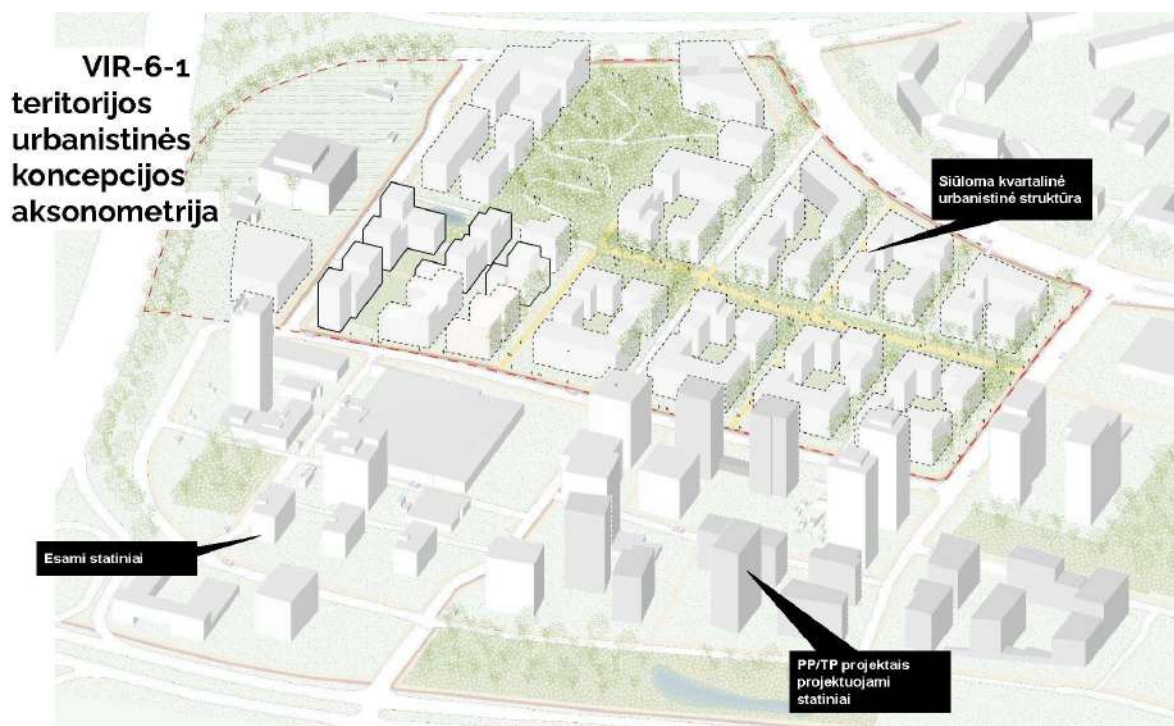 VIR-6-1
teritorijos
urbanistinės
koncepcijos
aksonometrija
Siūloma kvartalinė
urbanistinė struktūra
Esami statiniai
PP/TP projektais
projektuojami
statiniai